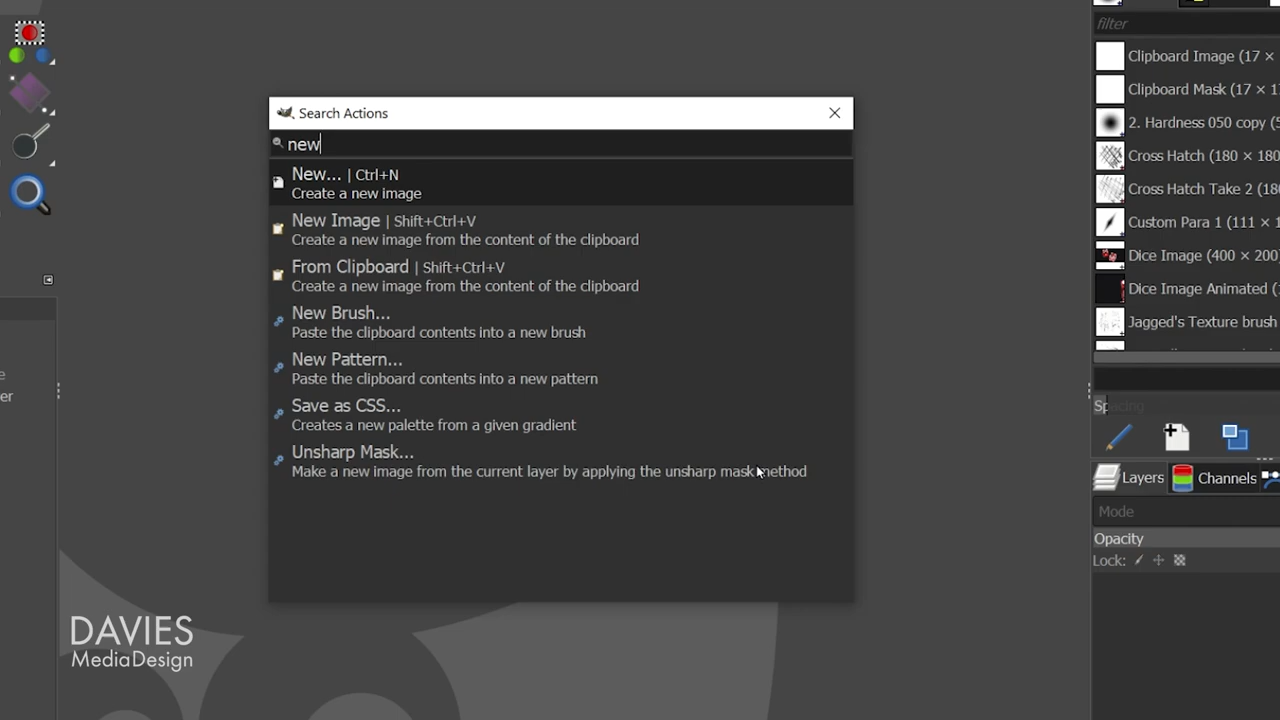 filter
Clipboard Image (17 ×
Clipboard Mask (17 × 1
2. Hardness 050 copy (
Cross Hatch (180 × 180
Cross Hatch Take 2 (18
Custom Para 1 (111 × 1
Dice Image (400 × 200)
Dice Image Animated (
Jagged's Texture brush
Spacing
Layers
Channels
Mode
Opacity
Lock:
Search Actions
new
New... | Ctrl+N
Create a new image
New Image | Shift+Ctrl+V
Create a new image from the content of the clipboard
From Clipboard | Shift+Ctrl+V
Create a new image from the content of the clipboard
New Brush...
Paste the clipboard contents into a new brush
New Pattern...
Paste the clipboard contents into a new pattern
Save as CSS...
Creates a new palette from a given gradient
Unsharp Mask...
Make a new image from the current layer by applying the unsharp mask method
er
DAVIES
MediaDesign